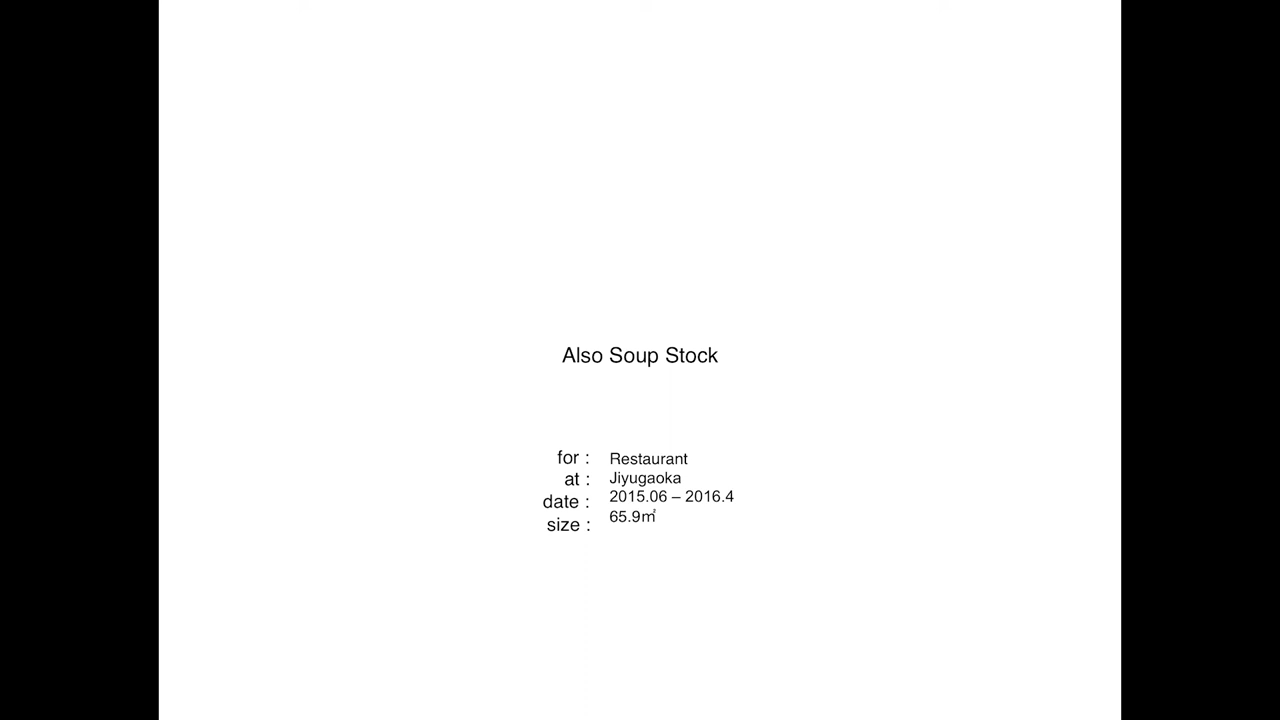 Also Soup Stock
for : Restaurant
at : Jiyugaoka
date : 2015.06 – 2016.4
size : 65.9㎡